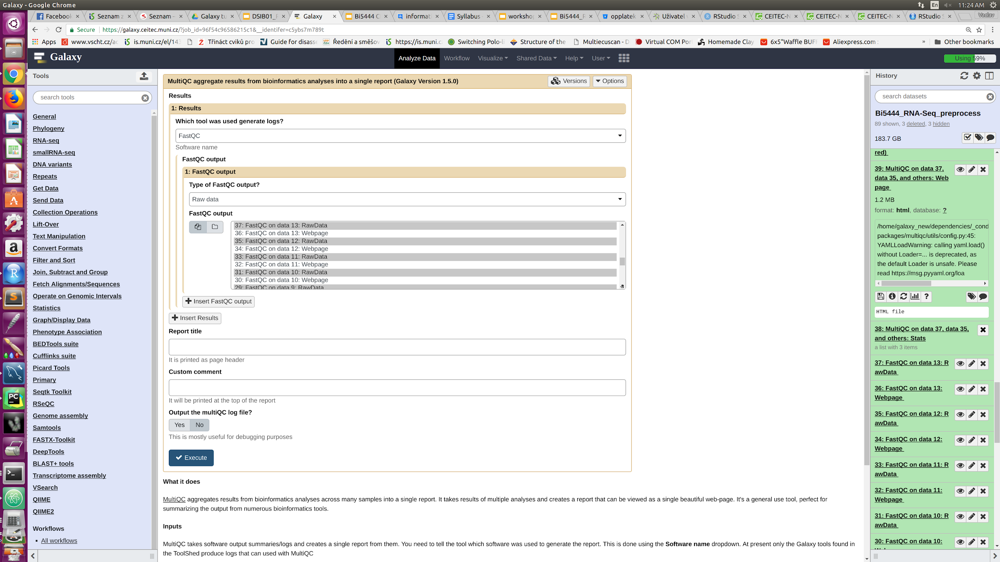 Galaxy - Google Chrome
En
11:24 AM
Facebook
Seznam z
Seznam -
Galaxy tu
DSIB01_
Galaxy
Bi5444 C
informat
Syllabus -
worksho
Bi5444_
opplatek
Uživatel
RStudio S
CEITEC-N
CEITEC-N
CEITEC-N
RStudio S
Vaclav
Secure
https://galaxy.ceitec.muni.cz/?job_id=96f54c96586215c1&__identifer=c5ybs7m789t
Apps
www.vscht.cz/ac
is.muni.cz/el/143
Třináct cviků pro
Guide for disasse
Ředění a směšov
https://is.muni.c
Switching Polo-li
Structure of the
Multiecuscan - D
Virtual COM Por
Homemade Clay
6x5"Waffle BUF
Aliexpress.com :
»
Other bookmarks
Galaxy
Analyze Data
Workflow
Visualize
Shared Data
Help
User
Using 59%
Tools
search tools
General
Phylogeny
RNA-seq
smallRNA-seq
DNA variants
Repeats
Get Data
Send Data
Collection Operations
Lift-Over
Text Manipulation
Convert Formats
Filter and Sort
Join, Subtract and Group
Fetch Alignments/Sequences
Operate on Genomic Intervals
Statistics
Graph/Display Data
Phenotype Association
BEDTools suite
Cufflinks suite
Picard Tools
Primary
Seqtk Toolkit
RSeQC
Genome assembly
Samtools
FASTX-Toolkit
DeepTools
BLAST+ tools
Transcriptome assembly
VSearch
QIIME
QIIME2
Workflows
All workflows
MultiQC aggregate results from bioinformatics analyses into a single report (Galaxy Version 1.5.0)
Versions
Options
Results
1: Results
Which tool was used generate logs?
FastQC
Software name
FastQC output
1: FastQC output
Type of FastQC output?
Raw data
FastQC output
37: FastQC on data 13: RawData
36: FastQC on data 13: Webpage
35: FastQC on data 12: RawData
34: FastQC on data 12: Webpage
33: FastQC on data 11: RawData
32: FastQC on data 11: Webpage
31: FastQC on data 10: RawData
30: FastQC on data 10: Webpage
29: FastQC on data 9: RawData
Insert FastQC output
Insert Results
Report title
It is printed as page header
Custom comment
It will be printed at the top of the report
Output the multiQC log file?
Yes
No
This is mostly useful for debugging purposes
Execute
What it does
MultiQC aggregates results from bioinformatics analyses across many samples into a single report. It takes results of multiple analyses and creates a report that can be viewed as a single beautiful web-page. It's a general use tool, perfect for
summarizing the output from numerous bioinformatics tools.
Inputs
MultiQC takes software output summaries/logs and creates a single report from them. You need to tell the tool which software was used to generate the report. This is done using the Software name dropdown. At present only the Galaxy tools found in
the ToolShed produce logs that can used with MultiQC
History
search datasets
Bi5444_RNA-Seq_preprocess
89 shown, 3 deleted, 3 hidden
183.7 GB
red)
39: MultiQC on data 37,
data 35, and others: Web
page
1.2 MB
format: html, database: ?
/home/galaxy_new/dependencies/_cond
packages/multiqc/utils/config.py:45:
YAMLLoadWarning: calling yaml.load()
without Loader=... is deprecated, as
the default Loader is unsafe. Please
read https://msg.pyyaml.org/loa
HTML file
38: MultiQC on data 37, data 35,
and others: Stats
a list with 3 items
37: FastQC on data 13: R
awData
36: FastQC on data 13:
Webpage
35: FastQC on data 12: R
awData
34: FastQC on data 12:
Webpage
33: FastQC on data 11: R
awData
32: FastQC on data 11:
Webpage
31: FastQC on data 10: R
awData
30: FastQC on data 10: